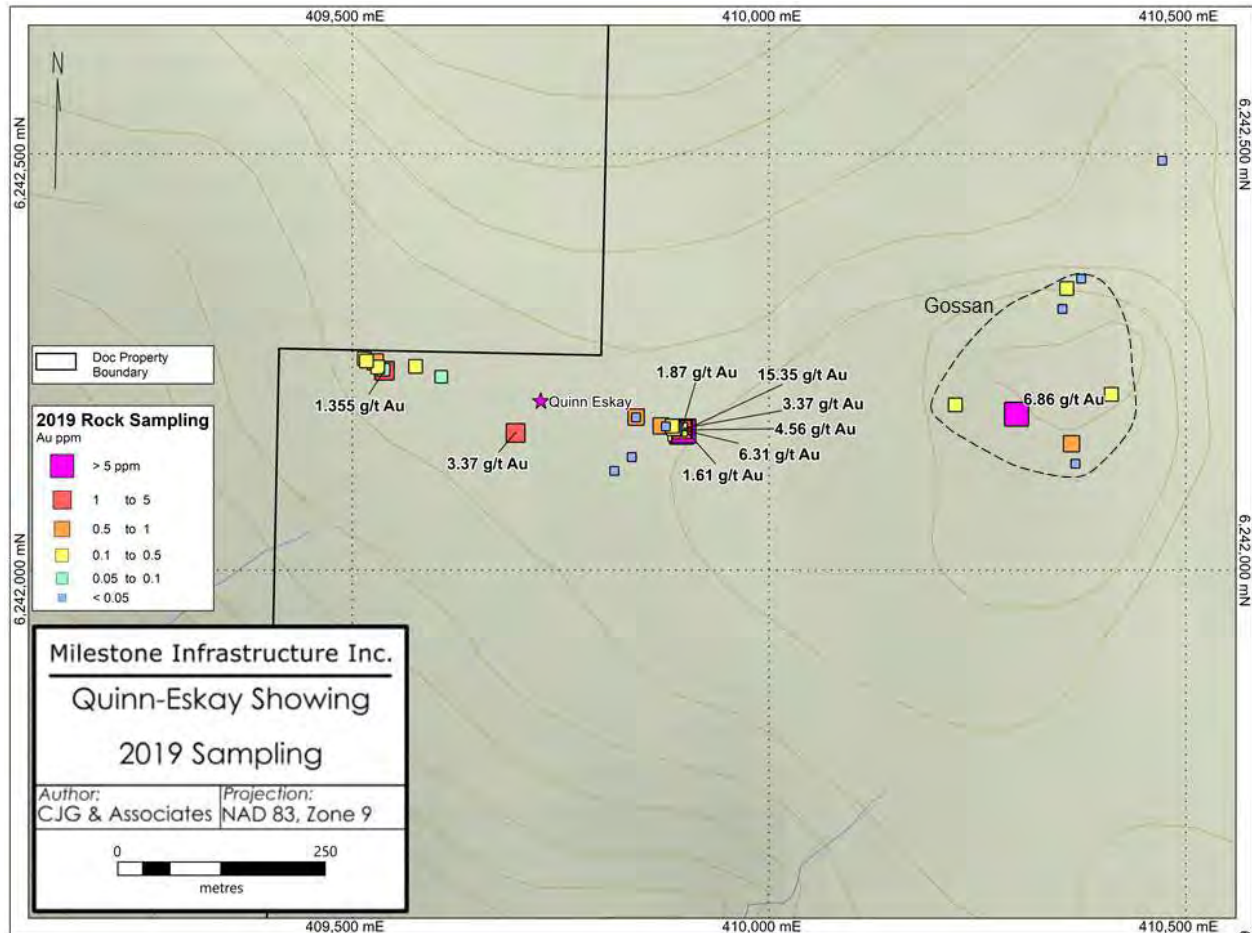 409,500 mE
410,000 mE
410,500 mE
N
6,242,500 mN
6,242,500 mN
Gossan
Doc Property
Boundary
1.87 g/t Au
15.35 g/t Au
3.37 g/t Au
4.56 g/t Au
6.31 g/t Au
1.61 g/t Au
1.355 g/t Au
Quinn Eskay
3.37 g/t Au
6.86 g/t Au
2019 Rock Sampling
Au ppm
> 5 ppm
1 to 5
0.5 to 1
0.1 to 0.5
0.05 to 0.1
< 0.05
6,242,000 mN
6,242,000 mN
Milestone Infrastructure Inc.
Quinn-Eskay Showing
2019 Sampling
Author:
CJG & Associates
Projection:
NAD 83, Zone 9
0 250
metres
409,500 mE
410,000 mE
410,500 mE